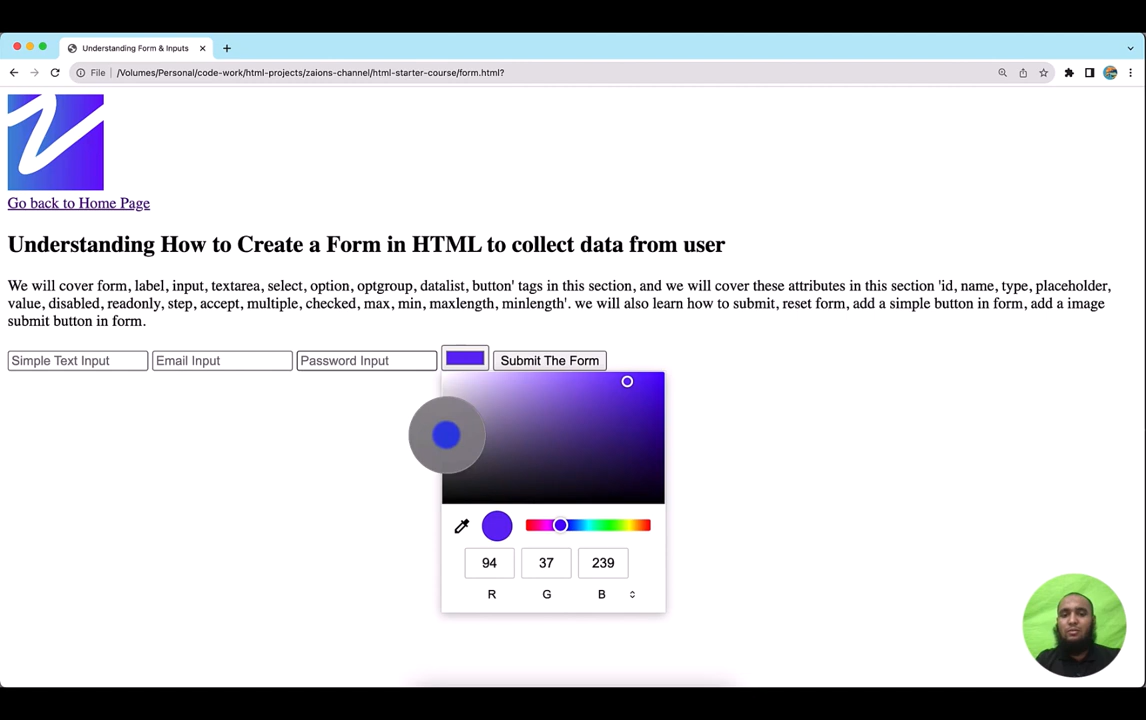 Understanding Form & Inputs
File
/Volumes/Personal/code-work/html-projects/zaions-channel/html-starter-course/form.html?
Go back to Home Page
Understanding How to Create a Form in HTML to collect data from user
We will cover form, label, input, textarea, select, option, optgroup, datalist, button' tags in this section, and we will cover these attributes in this section 'id, name, type, placeholder,
value, disabled, readonly, step, accept, multiple, checked, max, min, maxlength, minlength'. we will also learn how to submit, reset form, add a simple button in form, add a image
submit button in form.
Simple Text Input Email Input Password Input Submit The Form
94 37 239
R G B